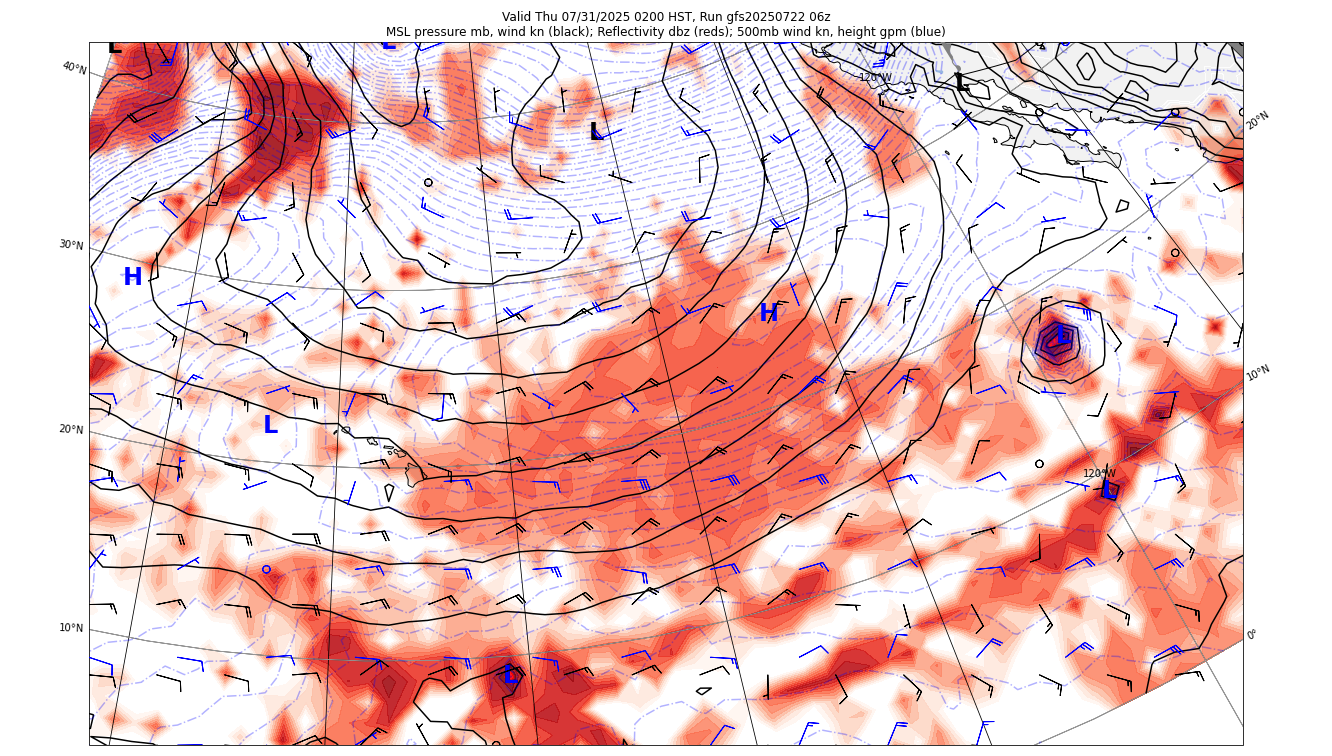 Valid Thu 07/31/2025 0200 HST, Run gfs20250722 06z
MSL pressure mb, wind kn (black); Reflectivity dbz (reds); 500mb wind kn, height gpm (blue)
L
L
40°N
120°W
L
20°N
L
30°N
H
H
L
10°N
20°N
L
120°W
L
10°N
0°
L